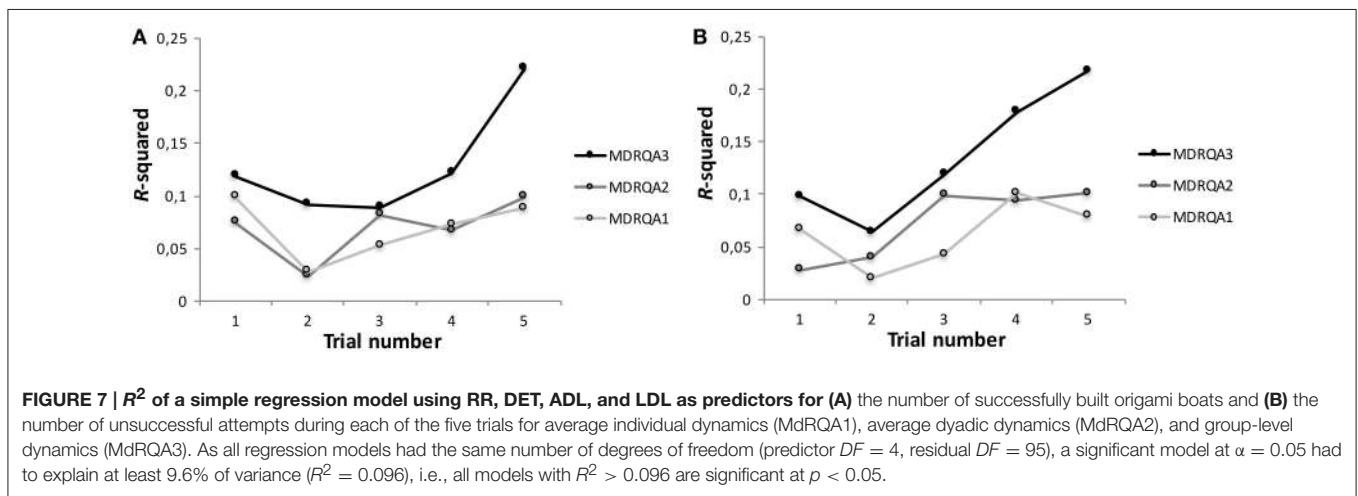 A
0,25
0,2
0,15
0,1
0,05
0
R-squared
1 2 3 4 5
Trial number
MDRQA3
MDRQA2
MDRQA1
B
0,25
0,2
0,15
0,1
0,05
0
R-squared
1 2 3 4 5
Trial number
MDRQA3
MDRQA2
MDRQA1
FIGURE 7 | R² of a simple regression model using RR, DET, ADL, and LDL as predictors for (A) the number of successfully built origami boats and (B) the
number of unsuccessful attempts during each of the five trials for average individual dynamics (MdRQA1), average dyadic dynamics (MdRQA2), and group-level
dynamics (MdRQA3). As all regression models had the same number of degrees of freedom (predictor DF = 4, residual DF = 95), a significant model at α = 0.05 had
to explain at least 9.6% of variance (R² = 0.096), i.e., all models with R² > 0.096 are significant at p < 0.05.